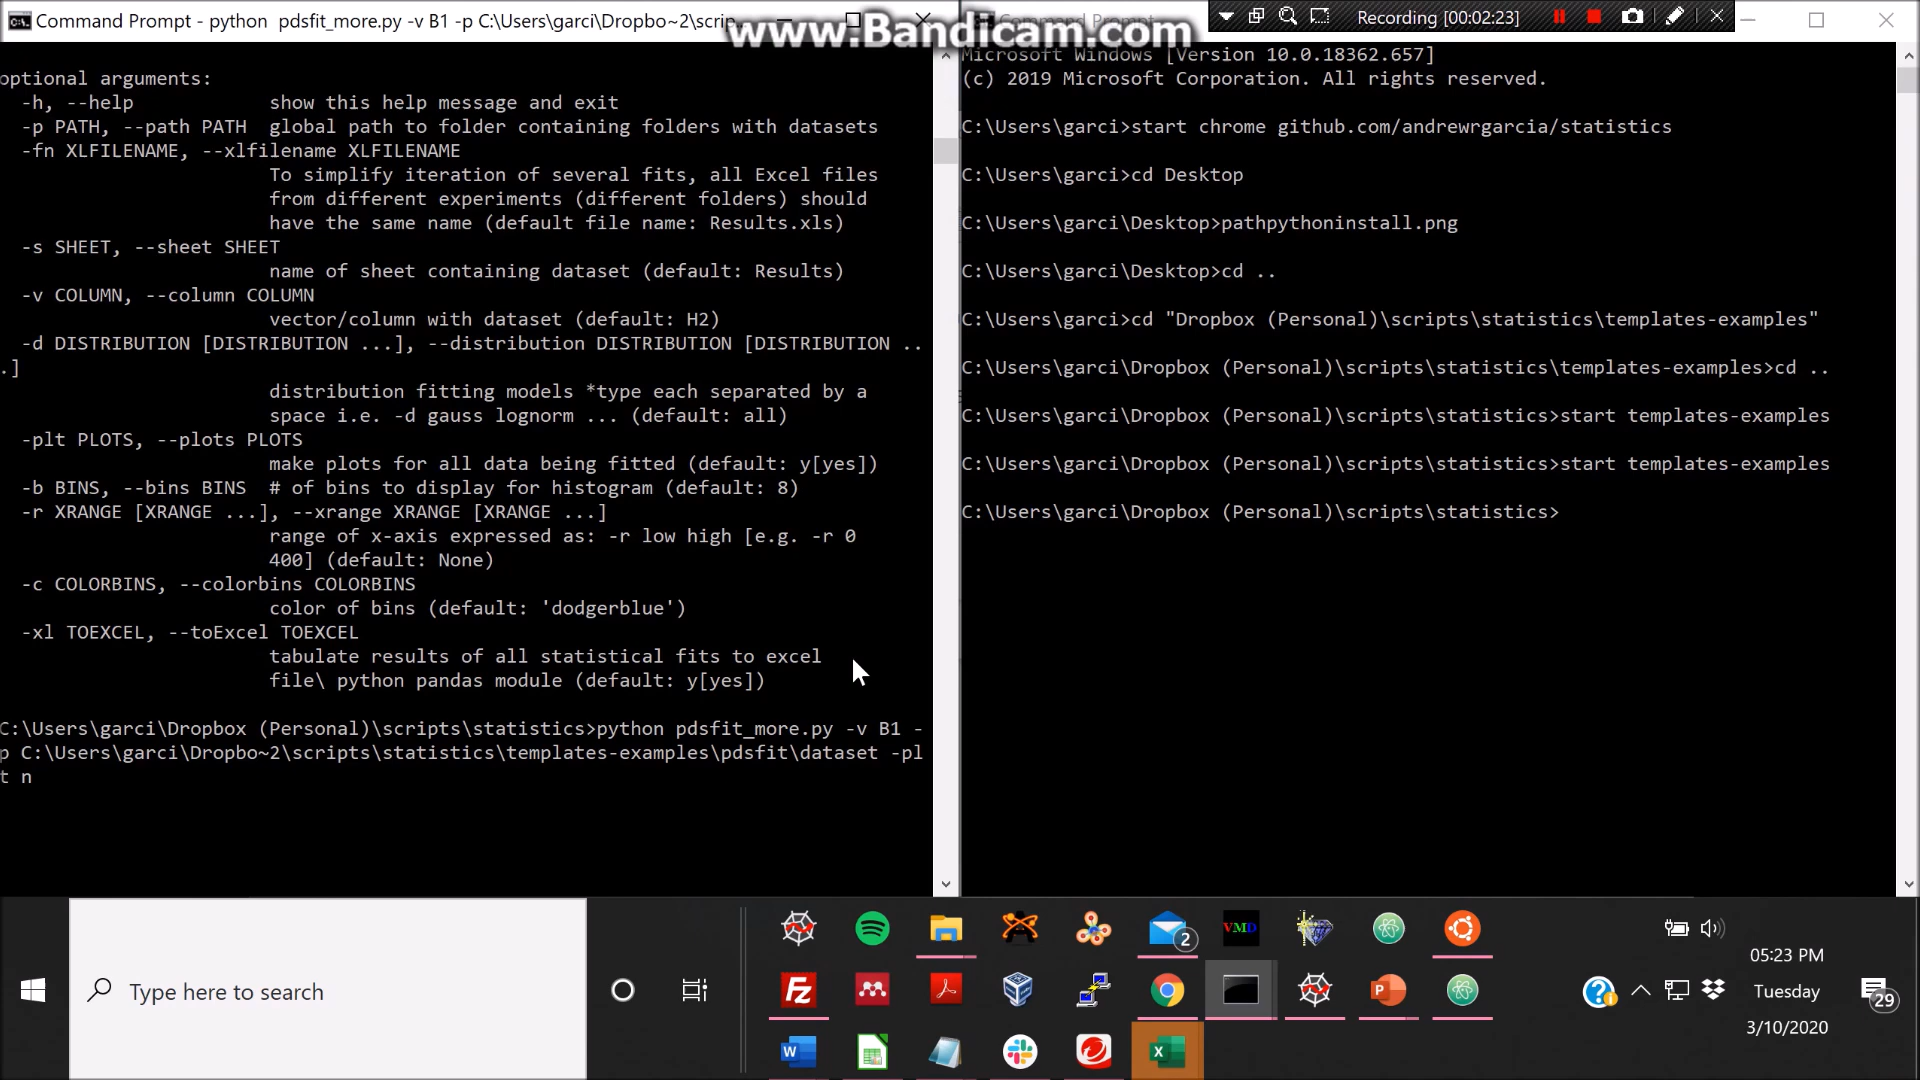 Command Prompt - python pdsfit_more.py -v B1 -p C:\Users\garci\Dropbo~2\scrip...
www.Bandicam.com
Command Prompt
Recording [00:02:23]
optional arguments:
-h, --help show this help message and exit
-p PATH, --path PATH global path to folder containing folders with datasets
-fn XLFILENAME, --xlfilename XLFILENAME
To simplify iteration of several fits, all Excel files
from different experiments (different folders) should
have the same name (default file name: Results.xls)
-s SHEET, --sheet SHEET
name of sheet containing dataset (default: Results)
-v COLUMN, --column COLUMN
vector/column with dataset (default: H2)
-d DISTRIBUTION [DISTRIBUTION ...], --distribution DISTRIBUTION [DISTRIBUTION ..
.]
distribution fitting models *type each separated by a
space i.e. -d gauss lognorm ... (default: all)
-plt PLOTS, --plots PLOTS
make plots for all data being fitted (default: y[yes])
-b BINS, --bins BINS # of bins to display for histogram (default: 8)
-r XRANGE [XRANGE ...], --xrange XRANGE [XRANGE ...]
range of x-axis expressed as: -r low high [e.g. -r 0
400] (default: None)
-c COLORBINS, --colorbins COLORBINS
color of bins (default: 'dodgerblue')
-xl TOEXCEL, --toExcel TOEXCEL
tabulate results of all statistical fits to excel
file\ python pandas module (default: y[yes])
C:\Users\garci\Dropbox (Personal)\scripts\statistics>python pdsfit_more.py -v B1 -
p C:\Users\garci\Dropbo~2\scripts\statistics\templates-examples\pdsfit\dataset -pl
t n
Microsoft Windows [Version 10.0.18362.657]
(c) 2019 Microsoft Corporation. All rights reserved.
C:\Users\garci>start chrome github.com/andrewrgarcia/statistics
C:\Users\garci>cd Desktop
C:\Users\garci\Desktop>pathpythoninstall.png
C:\Users\garci\Desktop>cd ..
C:\Users\garci>cd "Dropbox (Personal)\scripts\statistics\templates-examples"
C:\Users\garci\Dropbox (Personal)\scripts\statistics\templates-examples>cd ..
C:\Users\garci\Dropbox (Personal)\scripts\statistics>start templates-examples
C:\Users\garci\Dropbox (Personal)\scripts\statistics>start templates-examples
C:\Users\garci\Dropbox (Personal)\scripts\statistics>
Type here to search
2
VMD
05:23 PM
Tuesday
3/10/2020
29